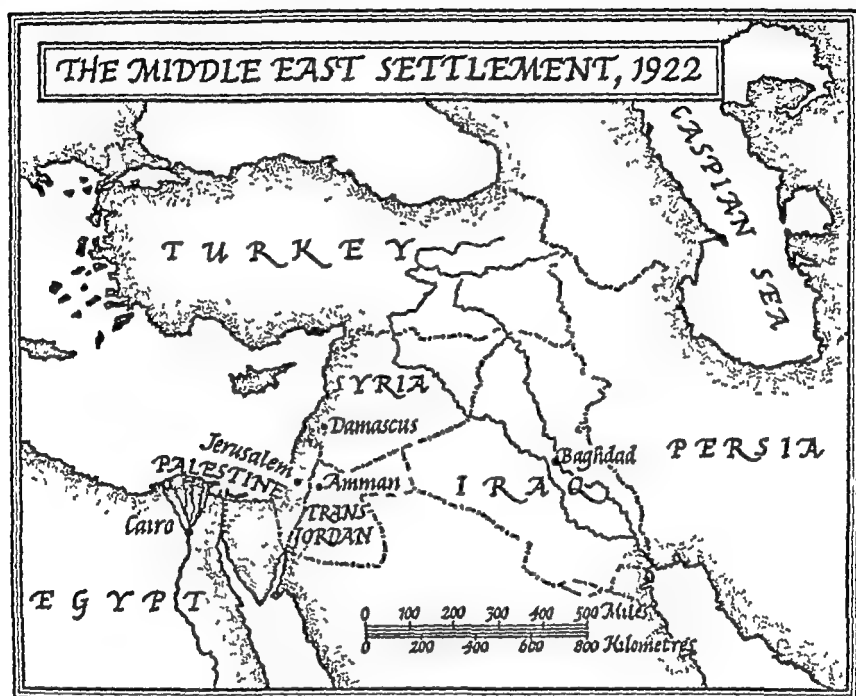 THE MIDDLE EAST SETTLEMENT, 1922
CASPIAN SEA
TURKEY
SYRIA
Damascus
Jerusalem
PALESTINE
Amman
TRANS
JORDAN
Cairo
EGYPT
Baghdad
IRAQ
PERSIA
0 100 200 300 400 500 Miles
0 200 400 600 800 Kilometres